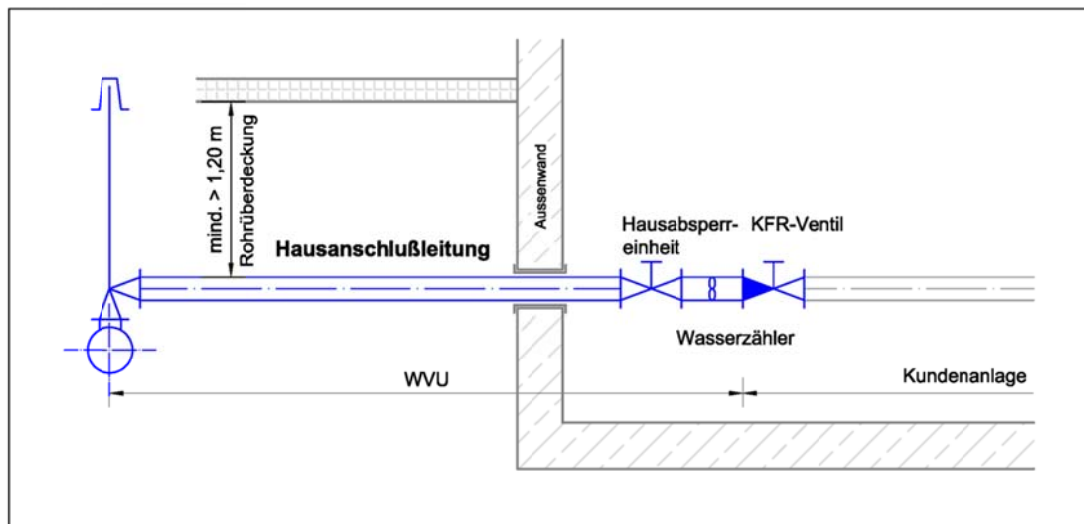 mind. > 1,20 m
Rohrüberdeckung
Aussenwand
Hausanschlußleitung
Hausabsperr-
einheit
KFR-Ventil
Wasserzähler
WVU
Kundenanlage